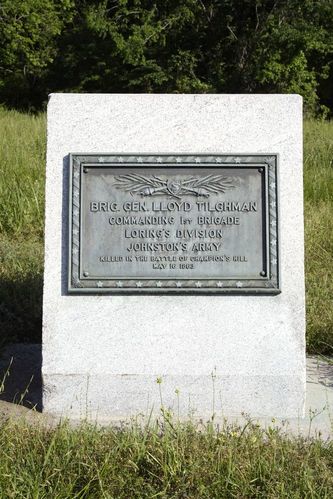 BRIG. GEN. LLOYD TILGHMAN
COMMANDING 1ST BRIGADE
LORING'S DIVISION
JOHNSTON'S ARMY
KILLED IN THE BATTLE OF CHAMPION'S HILL
MAY 16 1863